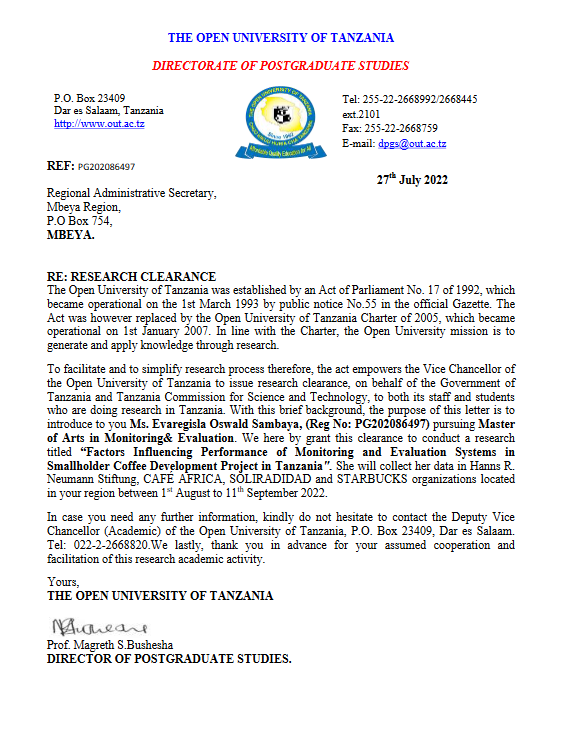 THE OPEN UNIVERSITY OF TANZANIA
DIRECTORATE OF POSTGRADUATE STUDIES
P.O. Box 23409
Dar es Salaam, Tanzania
http://www.out.ac.tz
Tel: 255-22-2668992/2668445
ext.2101
Fax: 255-22-2668759
E-mail: dpgs@out.ac.tz
REF: PG202086497
27th July 2022
Regional Administrative Secretary,
Mbeya Region,
P.O Box 754,
MBEYA.
RE: RESEARCH CLEARANCE
The Open University of Tanzania was established by an Act of Parliament No. 17 of 1992, which
became operational on the 1st March 1993 by public notice No.55 in the official Gazette. The
Act was however replaced by the Open University of Tanzania Charter of 2005, which became
operational on 1st January 2007. In line with the Charter, the Open University mission is to
generate and apply knowledge through research.
To facilitate and to simplify research process therefore, the act empowers the Vice Chancellor of
the Open University of Tanzania to issue research clearance, on behalf of the Government of
Tanzania and Tanzania Commission for Science and Technology, to both its staff and students
who are doing research in Tanzania. With this brief background, the purpose of this letter is to
introduce to you Ms. Evaregisla Oswald Sambaya, (Reg No: PG202086497) pursuing Master
of Arts in Monitoring& Evaluation. We here by grant this clearance to conduct a research
titled “Factors Influencing Performance of Monitoring and Evaluation Systems in
Smallholder Coffee Development Project in Tanzania”. She will collect her data in Hanns R.
Neumann Stiftung, CAFÉ AFRICA, SOLIRADIDAD and STARBUCKS organizations located
in your region between 1st August to 11th September 2022.
In case you need any further information, kindly do not hesitate to contact the Deputy Vice
Chancellor (Academic) of the Open University of Tanzania, P.O. Box 23409, Dar es Salaam.
Tel: 022-2-2668820.We lastly, thank you in advance for your assumed cooperation and
facilitation of this research academic activity.
Yours,
THE OPEN UNIVERSITY OF TANZANIA
Prof. Magreth S.Bushesha
DIRECTOR OF POSTGRADUATE STUDIES.